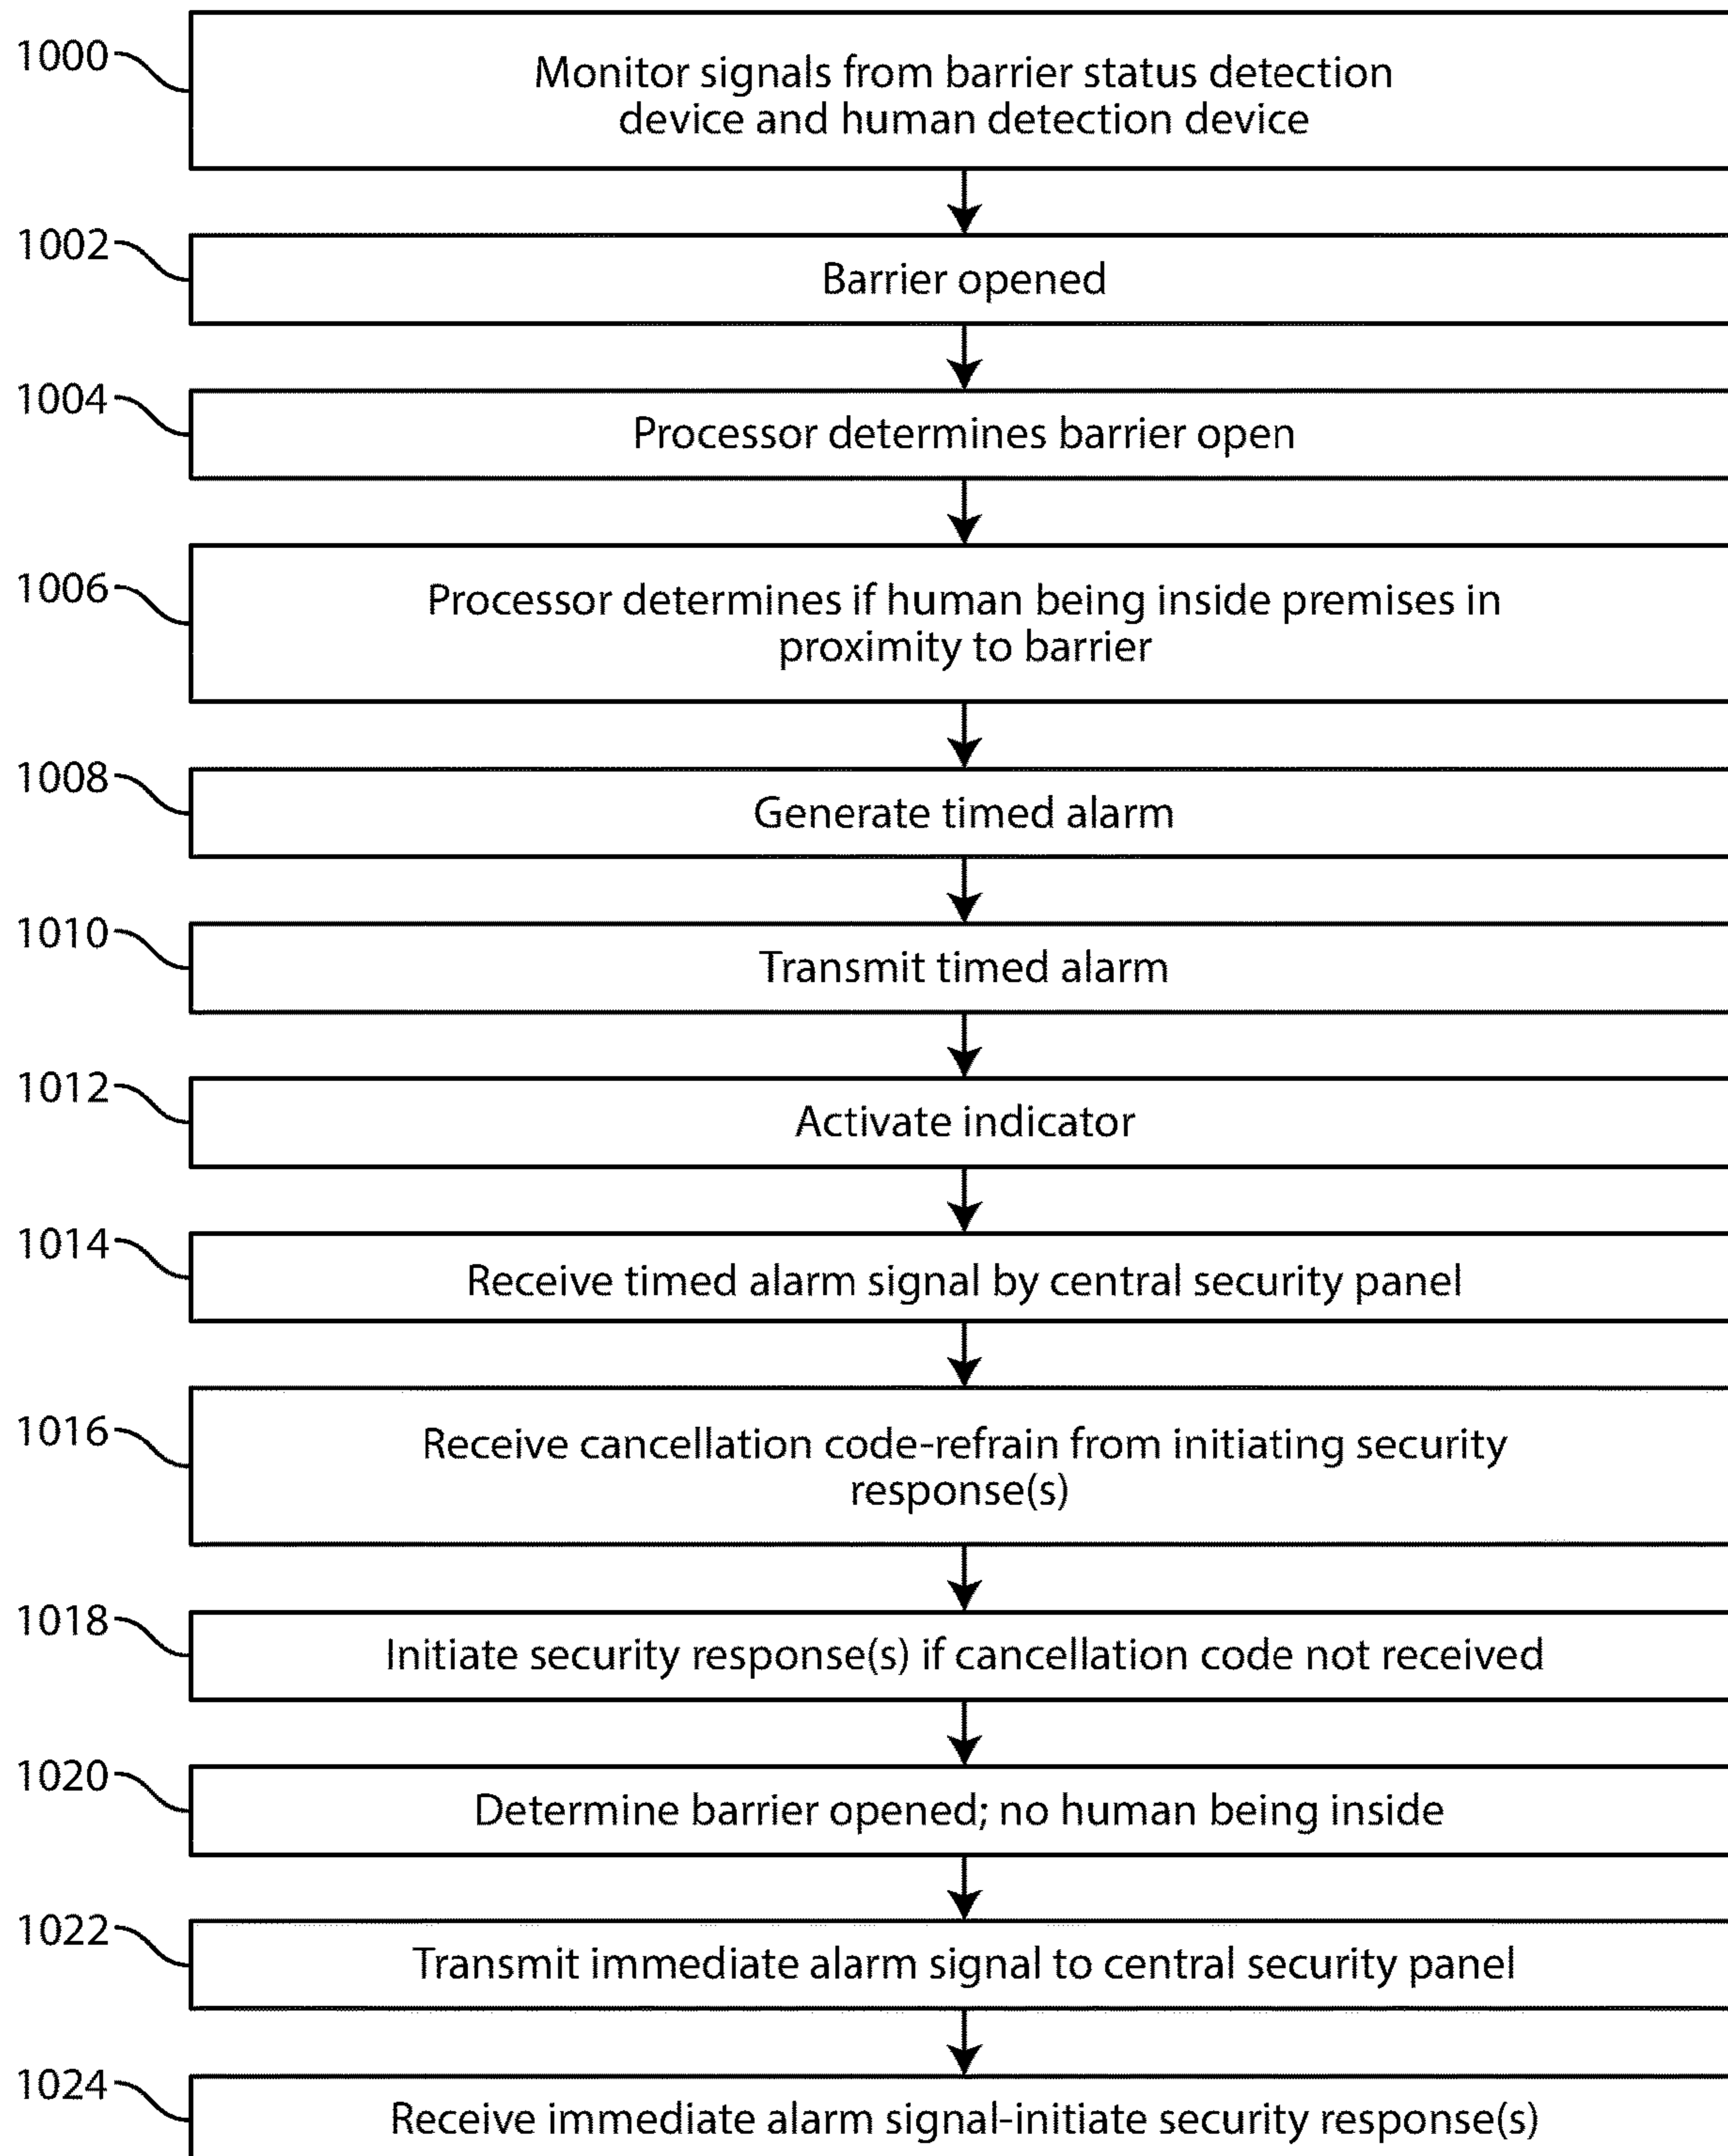 1000
Monitor signals from barrier status detection
device and human detection device
1002
Barrier opened
1004
Processor determines barrier open
1006
Processor determines if human being inside premises in
proximity to barrier
1008
Generate timed alarm
1010
Transmit timed alarm
1012
Activate indicator
1014
Receive timed alarm signal by central security panel
1016
Receive cancellation code-refrain from initiating security
response(s)
1018
Initiate security response(s) if cancellation code not received
1020
Determine barrier opened; no human being inside
1022
Transmit immediate alarm signal to central security panel
1024
Receive immediate alarm signal-initiate security response(s)